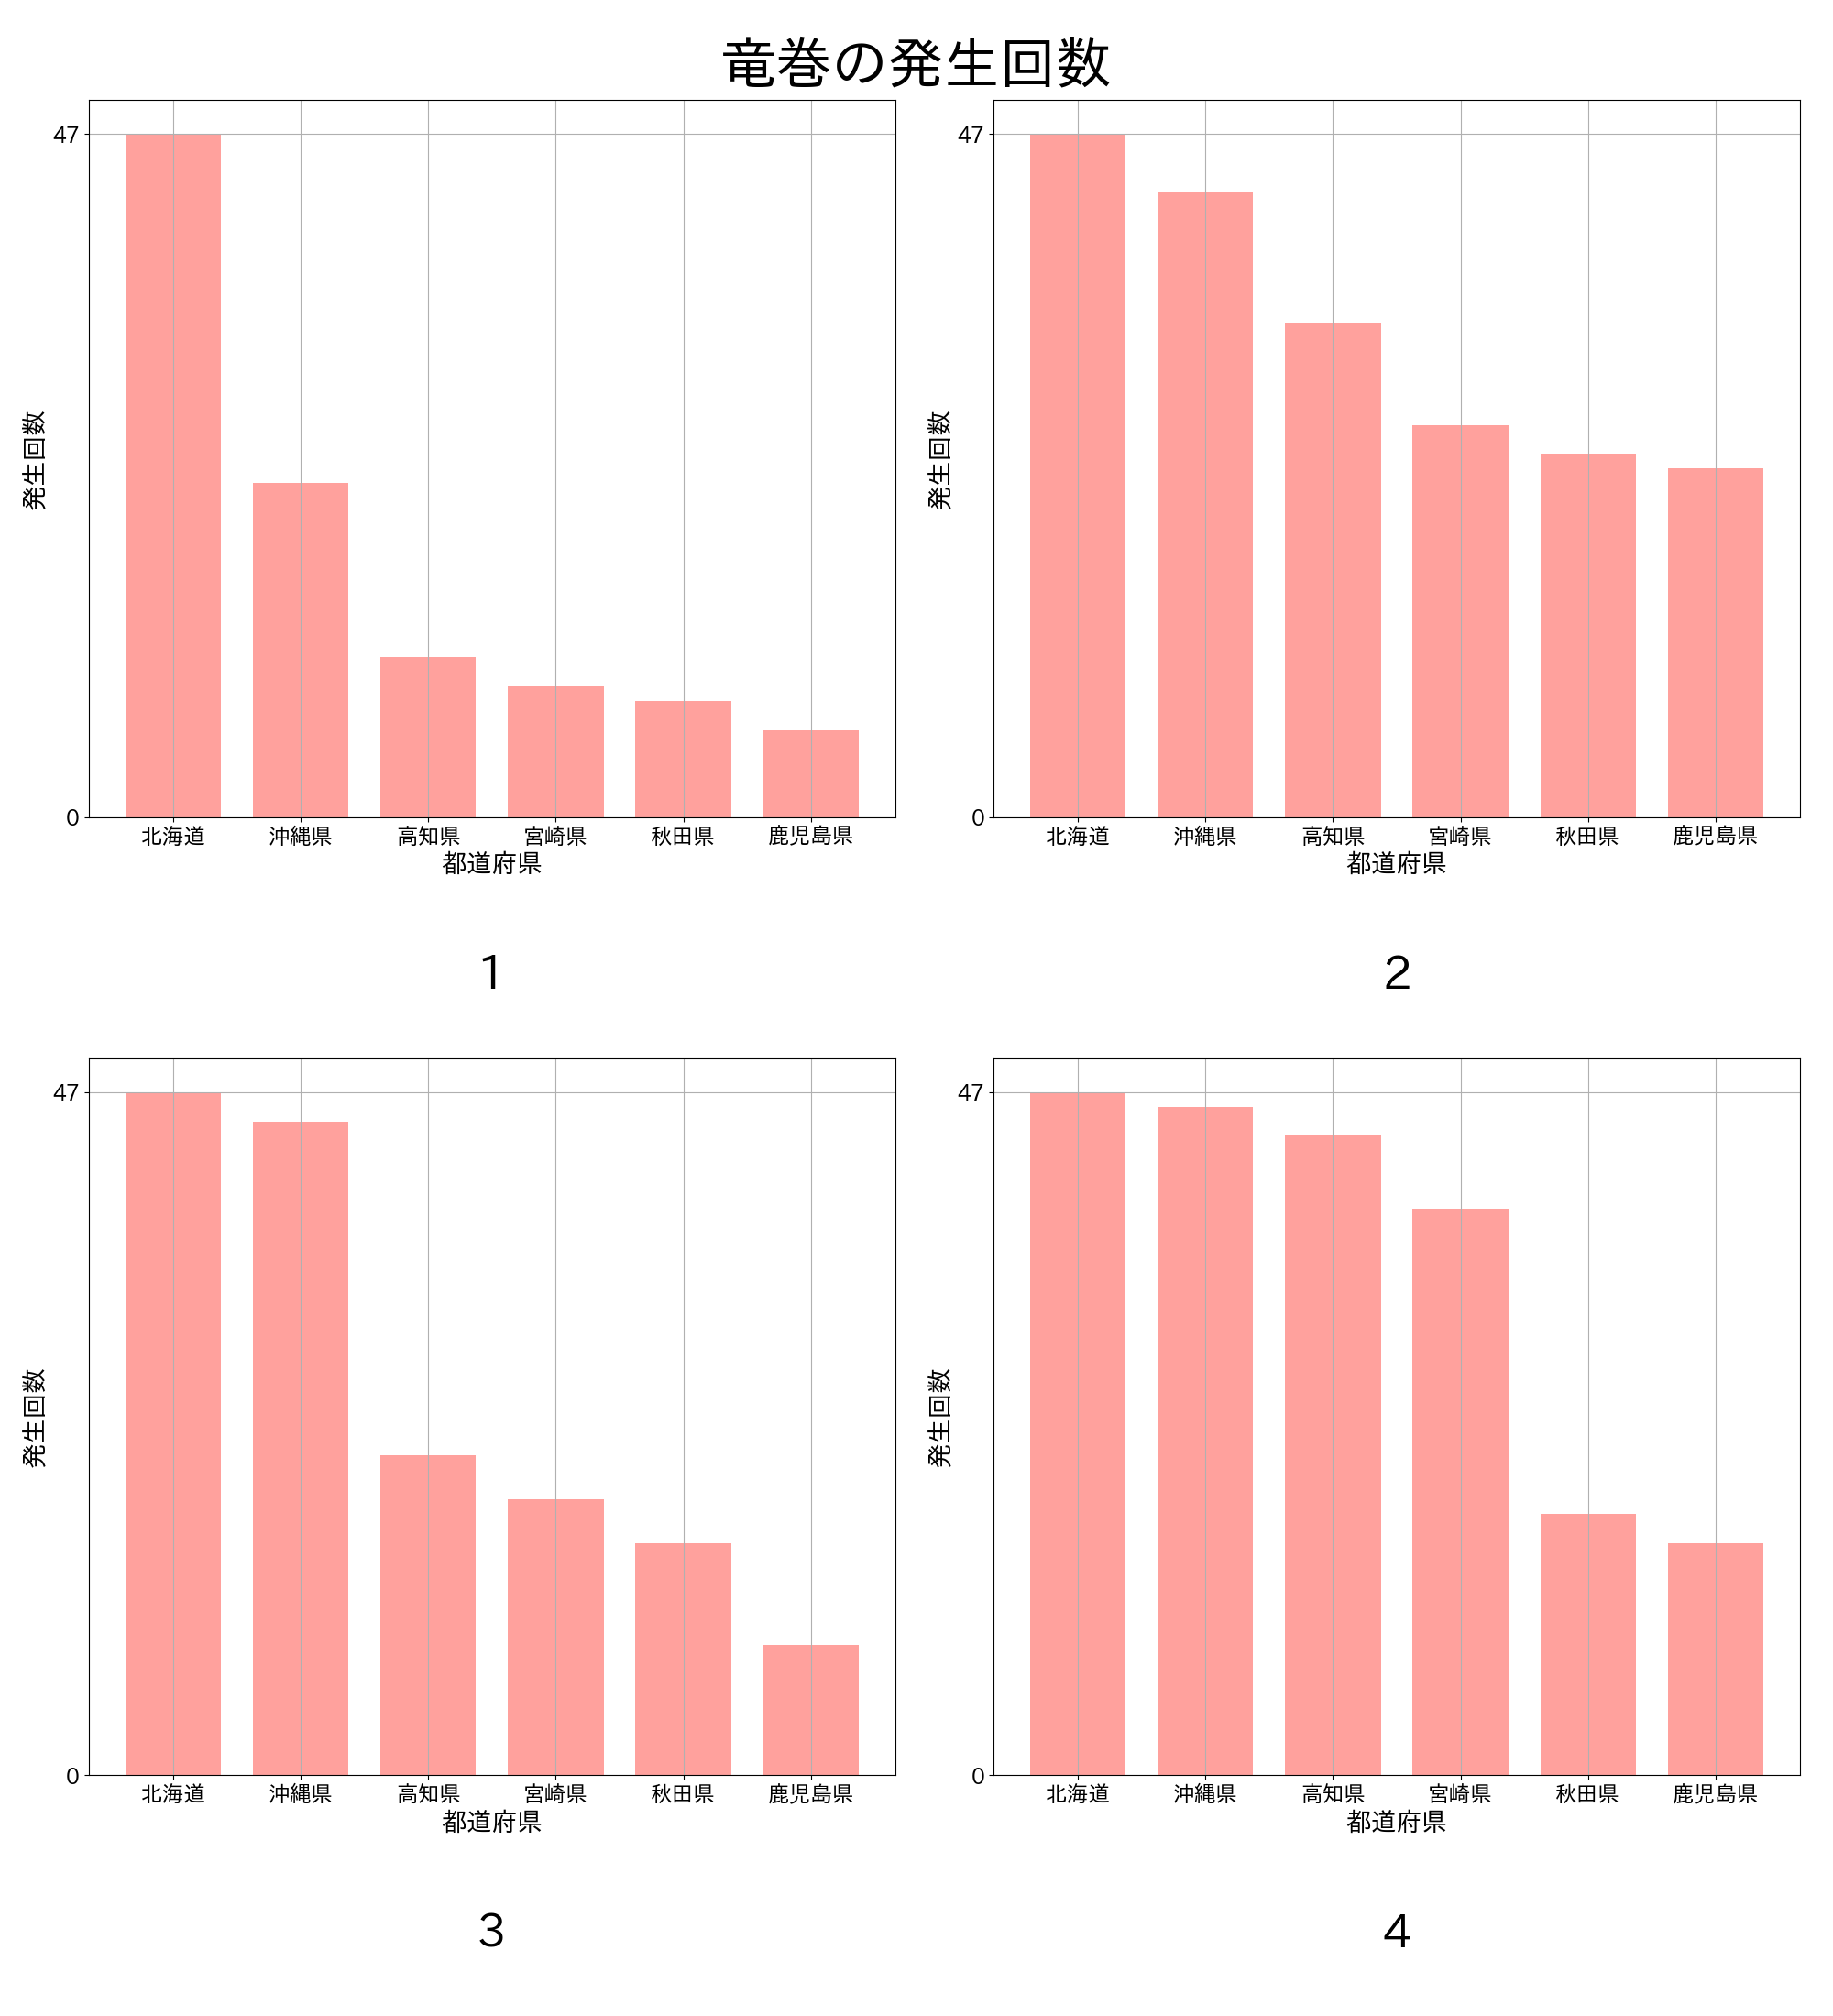 竜巻の発生回数
47
0
発生回数
北海道 沖縄県 高知県 宮崎県 秋田県 鹿児島県
都道府県
1
47
0
発生回数
北海道 沖縄県 高知県 宮崎県 秋田県 鹿児島県
都道府県
2
47
0
発生回数
北海道 沖縄県 高知県 宮崎県 秋田県 鹿児島県
都道府県
3
47
0
発生回数
北海道 沖縄県 高知県 宮崎県 秋田県 鹿児島県
都道府県
4